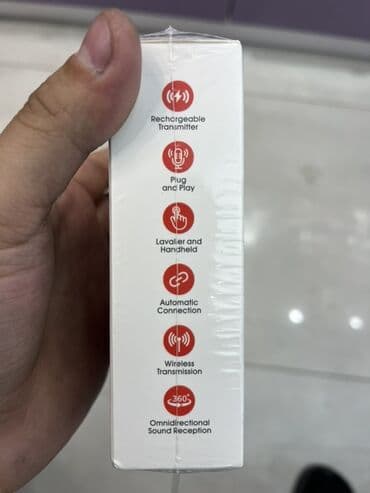 Rechargeable
Transmitter
Plug
and Play
Lavalier and
Handheld
Automatic
Connection
Wireless
Transmission
360°
Omnidirectional
Sound Reception